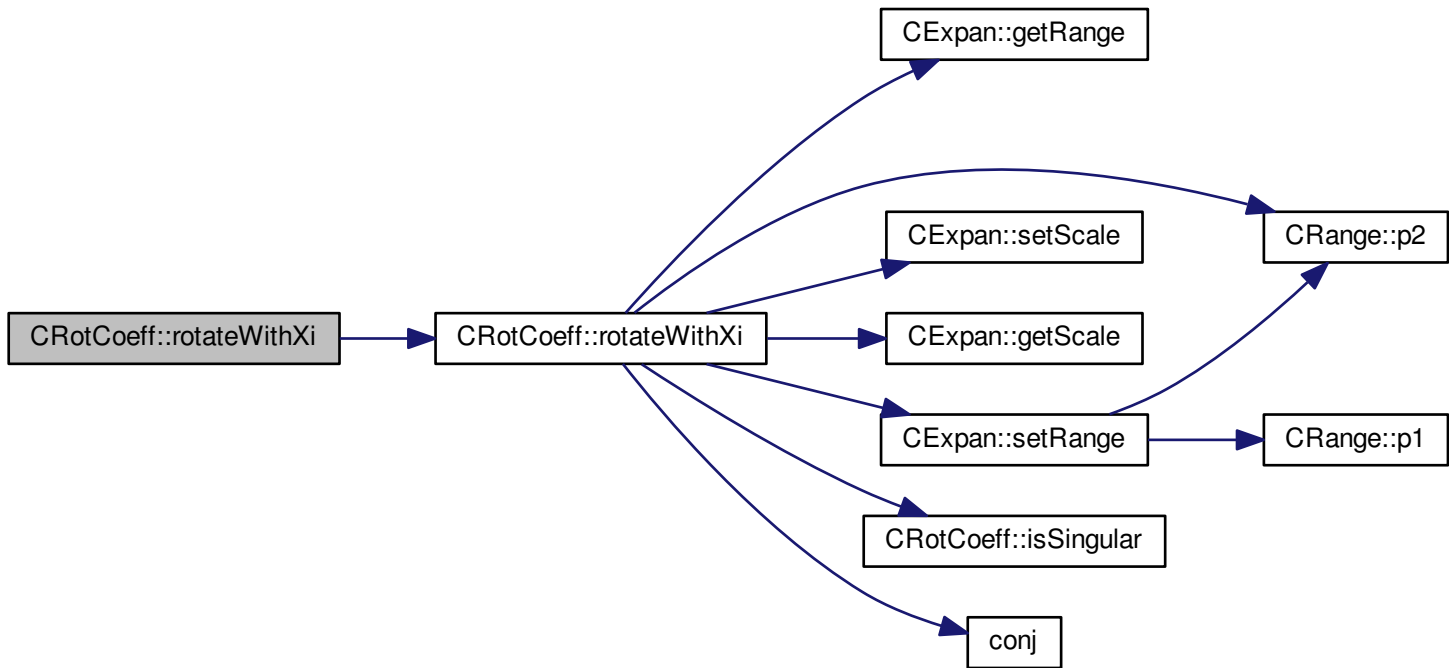 CExpan::getRange
CRange::p2
CExpan::setScale
CRotCoeff::rotateWithXi
CRotCoeff::rotateWithXi
CExpan::getScale
CExpan::setRange
CRange::p1
CRotCoeff::isSingular
conj